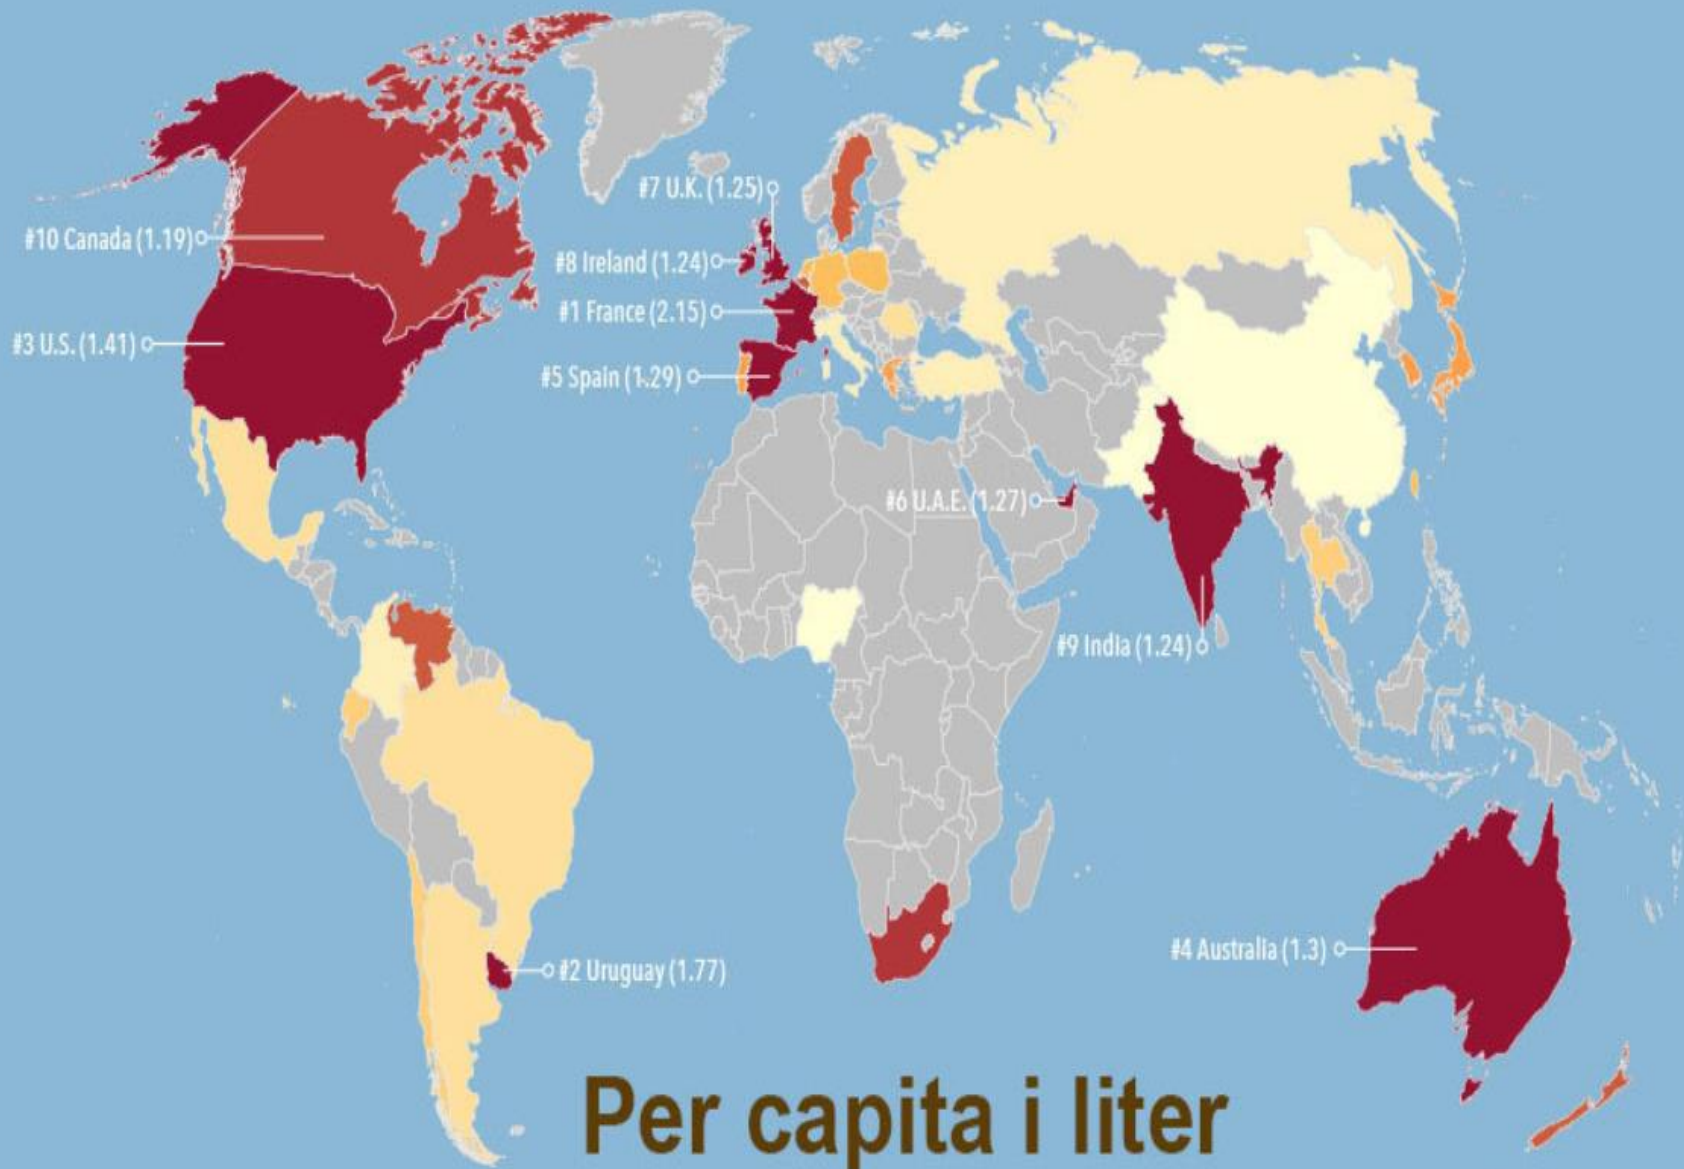 #7 U.K. (1.25)
#10 Canada (1.19)
#8 Ireland (1.24)
#1 France (2.15)
#3 U.S. (1.41)
#5 Spain (1.29)
#6 U.A.E. (1.27)
#9 India (1.24)
#4 Australia (1.3)
#2 Uruguay (1.77)
Per capita i liter